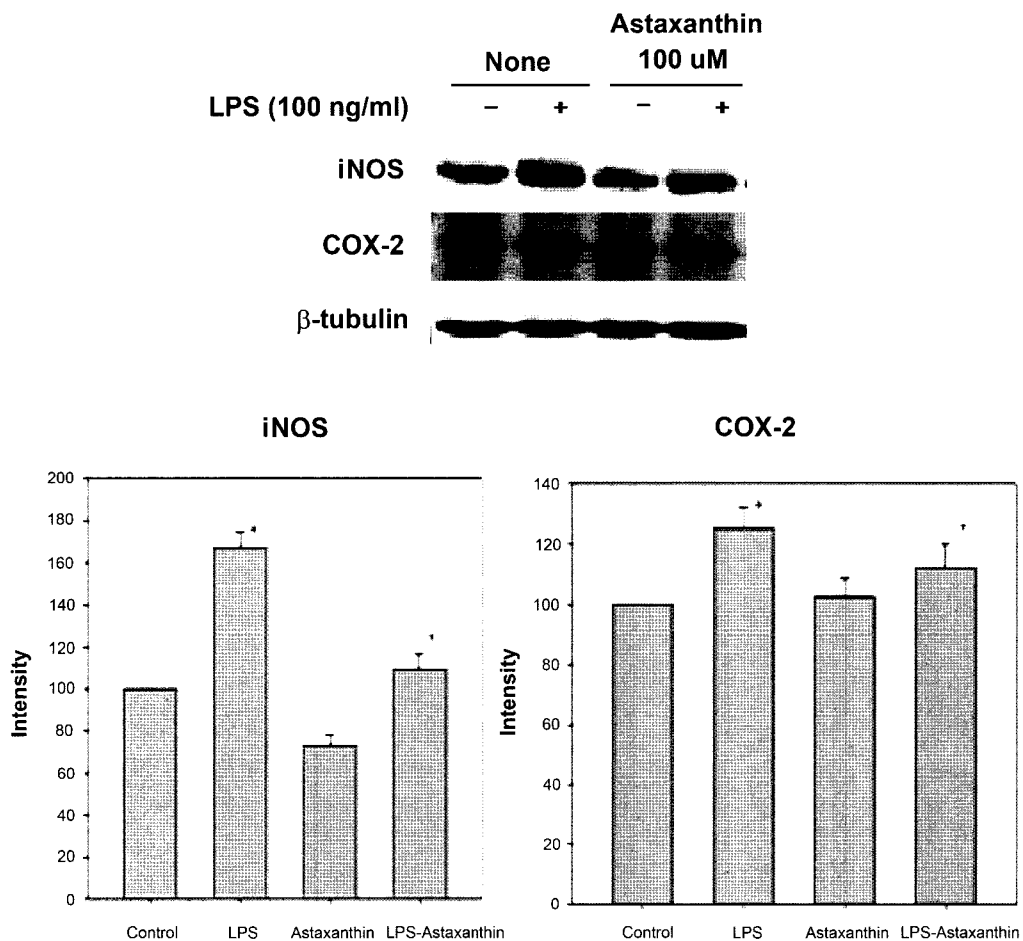 Astaxanthin
None 100 uM
LPS (100 ng/ml) − + − +
iNOS
COX-2
β-tubulin
iNOS
Intensity
200
180
160
140
120
100
80
60
40
20
0
Control LPS Astaxanthin LPS-Astaxanthin
COX-2
Intensity
140
120
100
80
60
40
20
0
Control LPS Astaxanthin LPS-Astaxanthin